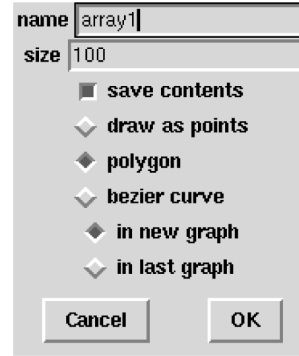 name array1
size 100
save contents
draw as points
polygon
bezier curve
in new graph
in last graph
Cancel OK